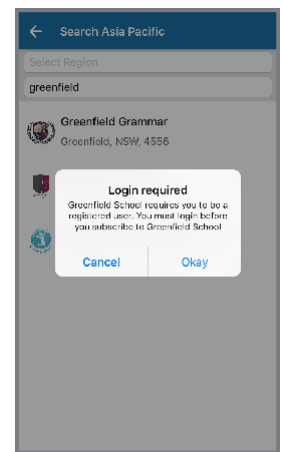 Search Asia Pacific
Select Region
greenfield
Greenfield Grammar
Greenfield, NSW, 4556
Login required
Greenfield School requires you to be a
registered user. You must login before
you subscribe to Greenfield School
Cancel
Okay